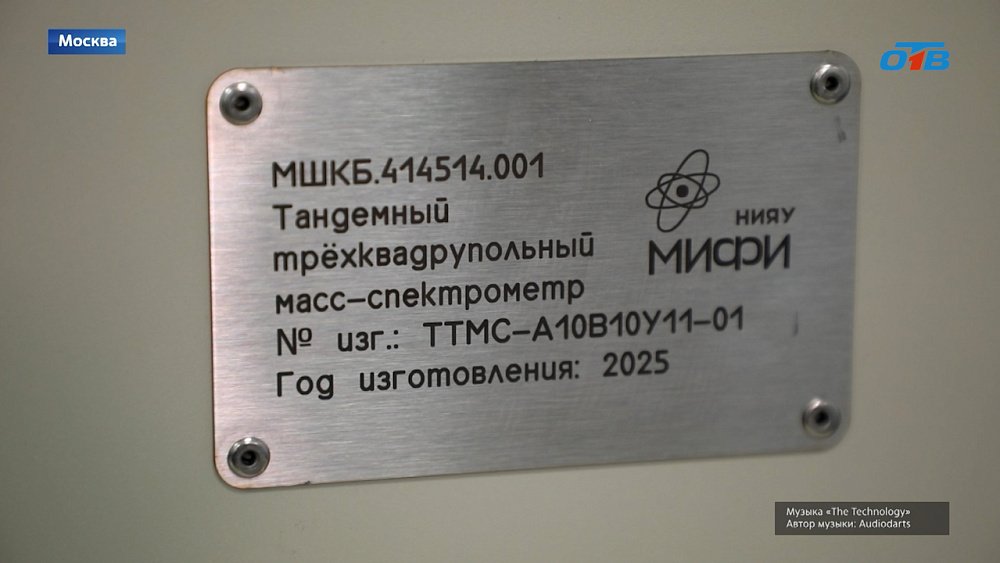 Москва
ОТВ
МШКБ.414514.001
Тандемный
трёхквадрупольный
масс-спектрометр
№ изг.: ТТМС-А10В10У11-01
Год изготовления: 2025
НИЯУ
МИФИ
Музыка «The Technology»
Автор музыки: Audiodarts